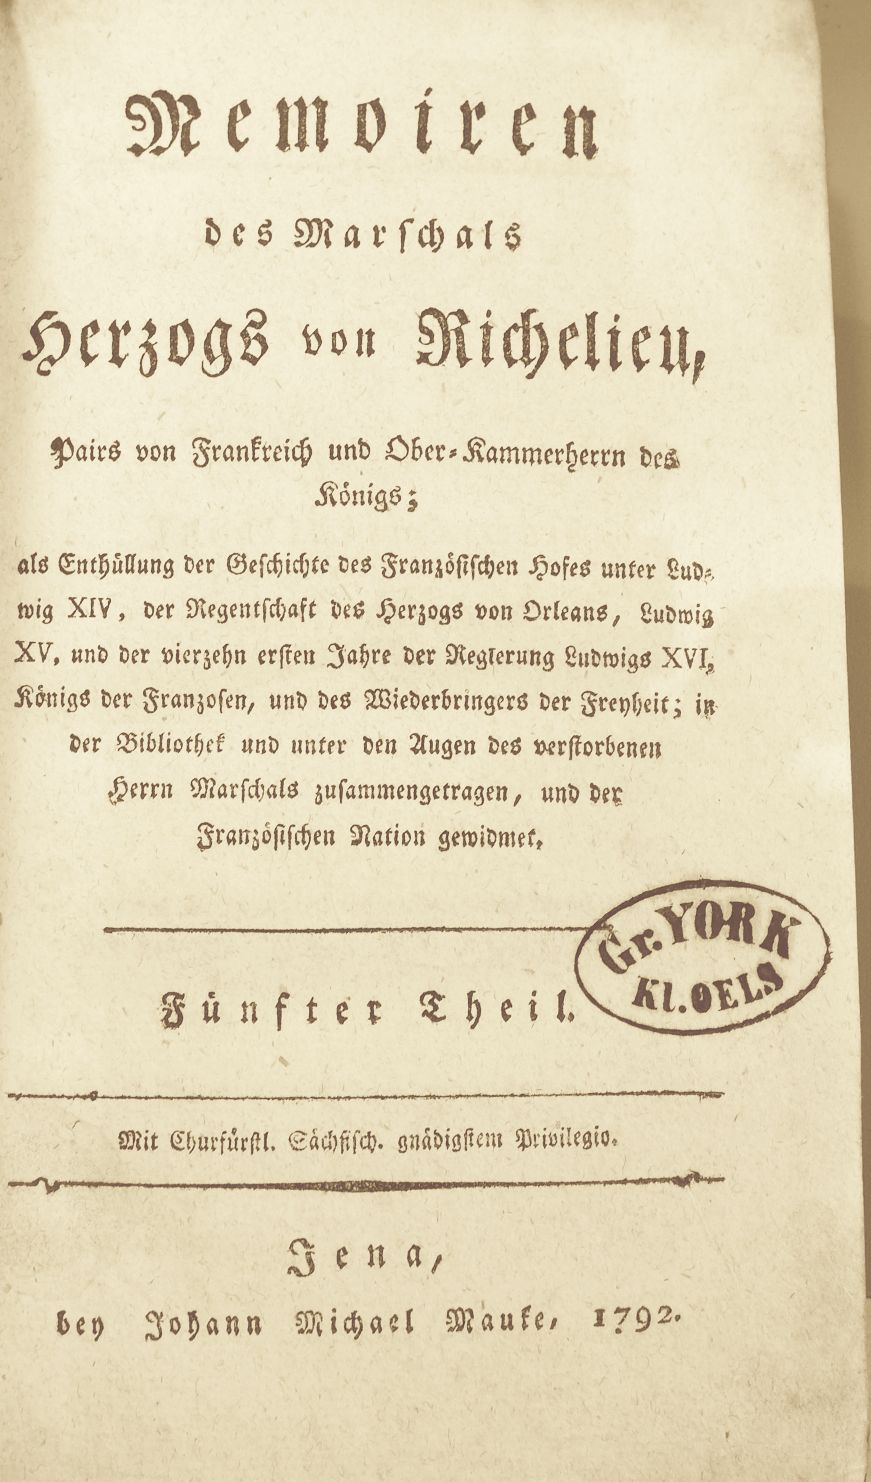 Memoiren
des Marschals
Herzogs von Richelieu,
Pairs von Frankreich und Ober-Kammerherrn des
Königs;
als Enthüllung der Geschichte des Französischen Hofes unter Lud-
wig XIV, der Regentschaft des Herzogs von Orleans, Ludwig
XV, und der vierzehn ersten Jahre der Regierung Ludwigs XVI,
Königs der Franzosen, und des Wiederbringers der Freyheit; in
der Bibliothek und unter den Augen des verstorbenen
Herrn Marschals zusammengetragen, und der
Französischen Nation gewidmet.
Gr. YORK
Kl. OELS
Fünfter Theil.
Mit Churfürstl. Sächsisch. gnädigstem Privilegio.
Jena,
bey Johann Michael Mauke, 1792.